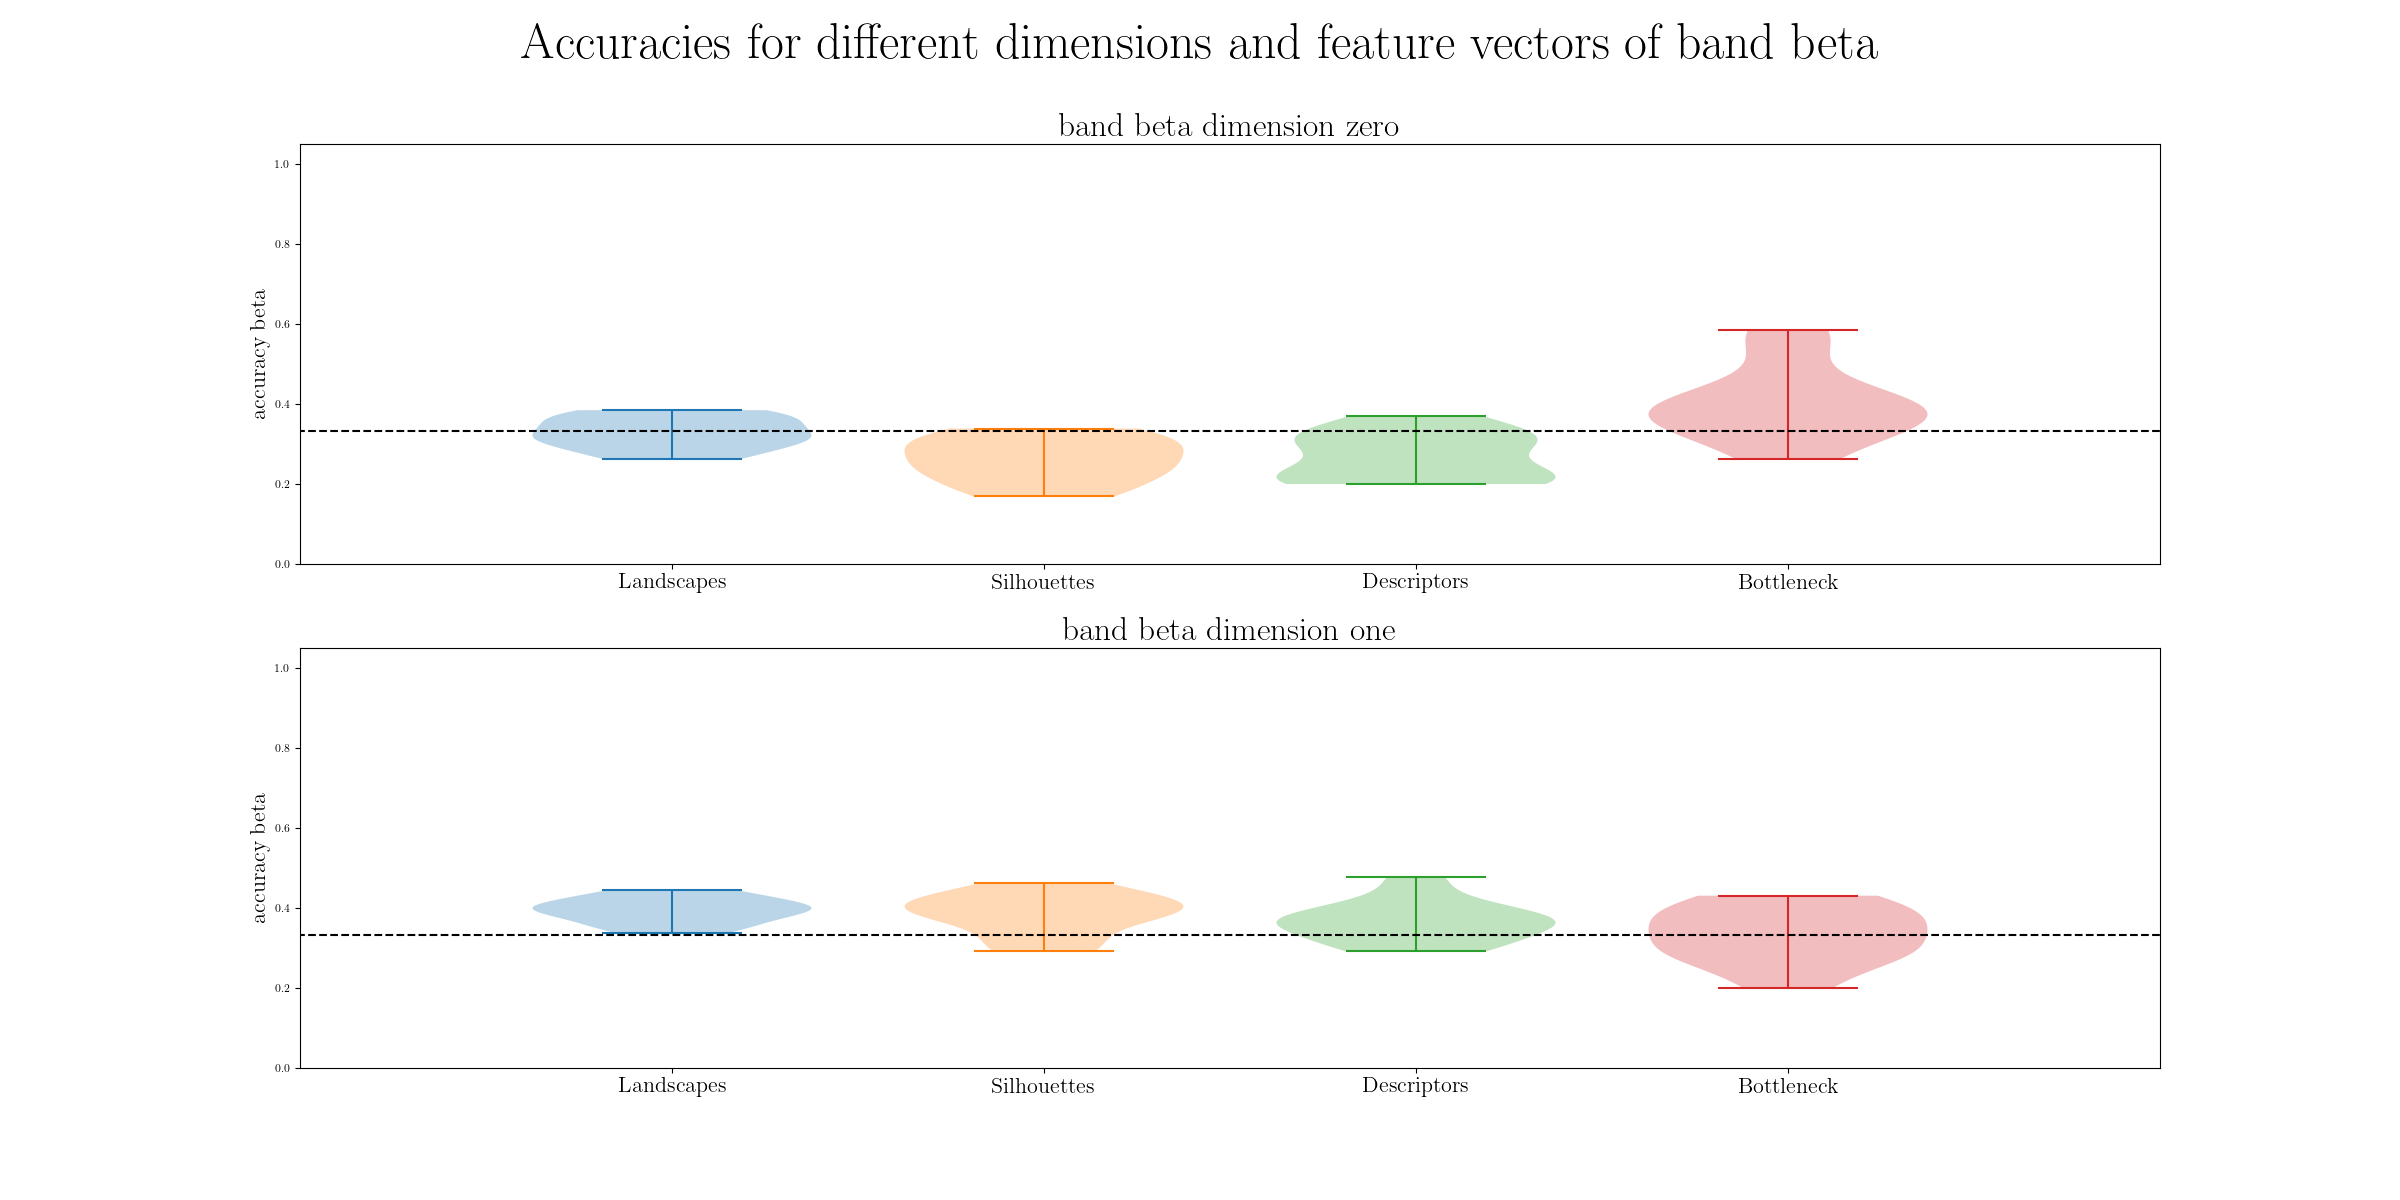 Accuracies for different dimensions and feature vectors of band beta
band beta dimension zero
1.0
0.8
0.6
0.4
0.2
0.0
accuracy beta
Landscapes Silhouettes Descriptors Bottleneck
band beta dimension one
1.0
0.8
0.6
0.4
0.2
0.0
accuracy beta
Landscapes Silhouettes Descriptors Bottleneck